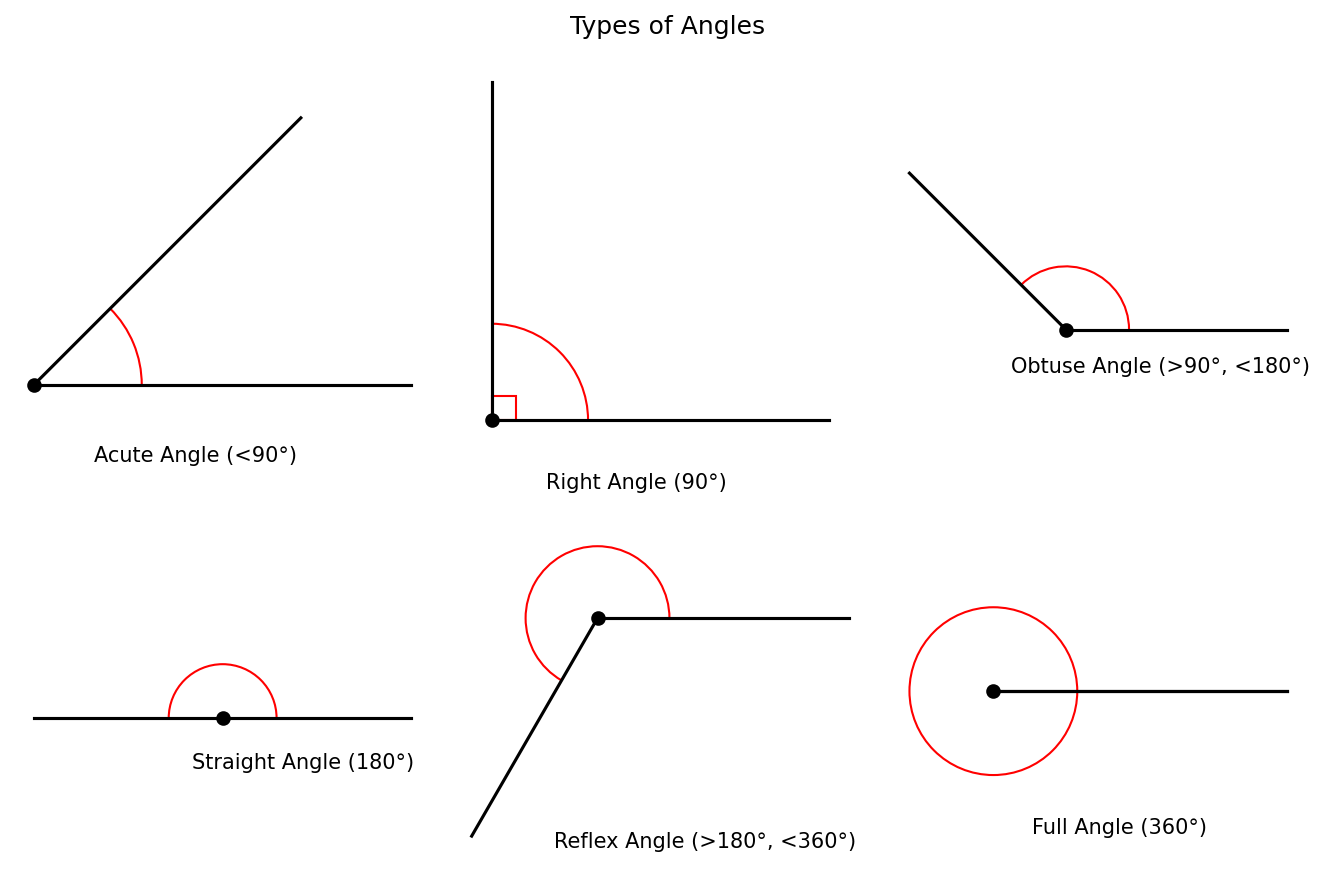 Types of Angles
Acute Angle (<90°)
Right Angle (90°)
Obtuse Angle (>90°, <180°)
Straight Angle (180°)
Reflex Angle (>180°, <360°)
Full Angle (360°)